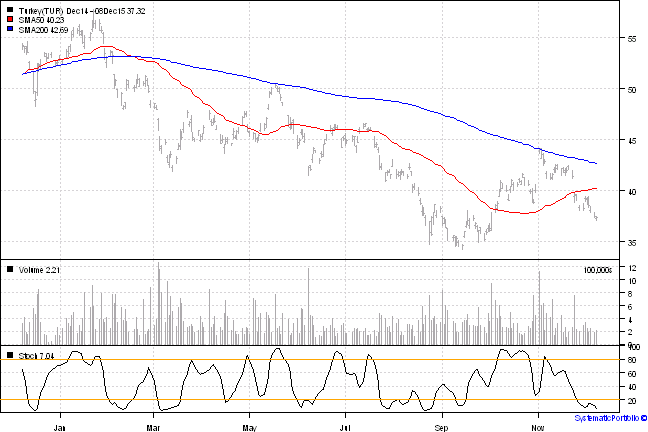 Turkey(TUR) Dec14 - 08Dec15 37.32
SMA50 40.23
SMA200 42.69
55
50
45
40
35
Volume 2.21
100,000s
12
10
8
6
4
2
0
Stoch 7.04
100
80
60
40
20
Jan Mar May Jul Sep Nov
SystematicPortfolio ©